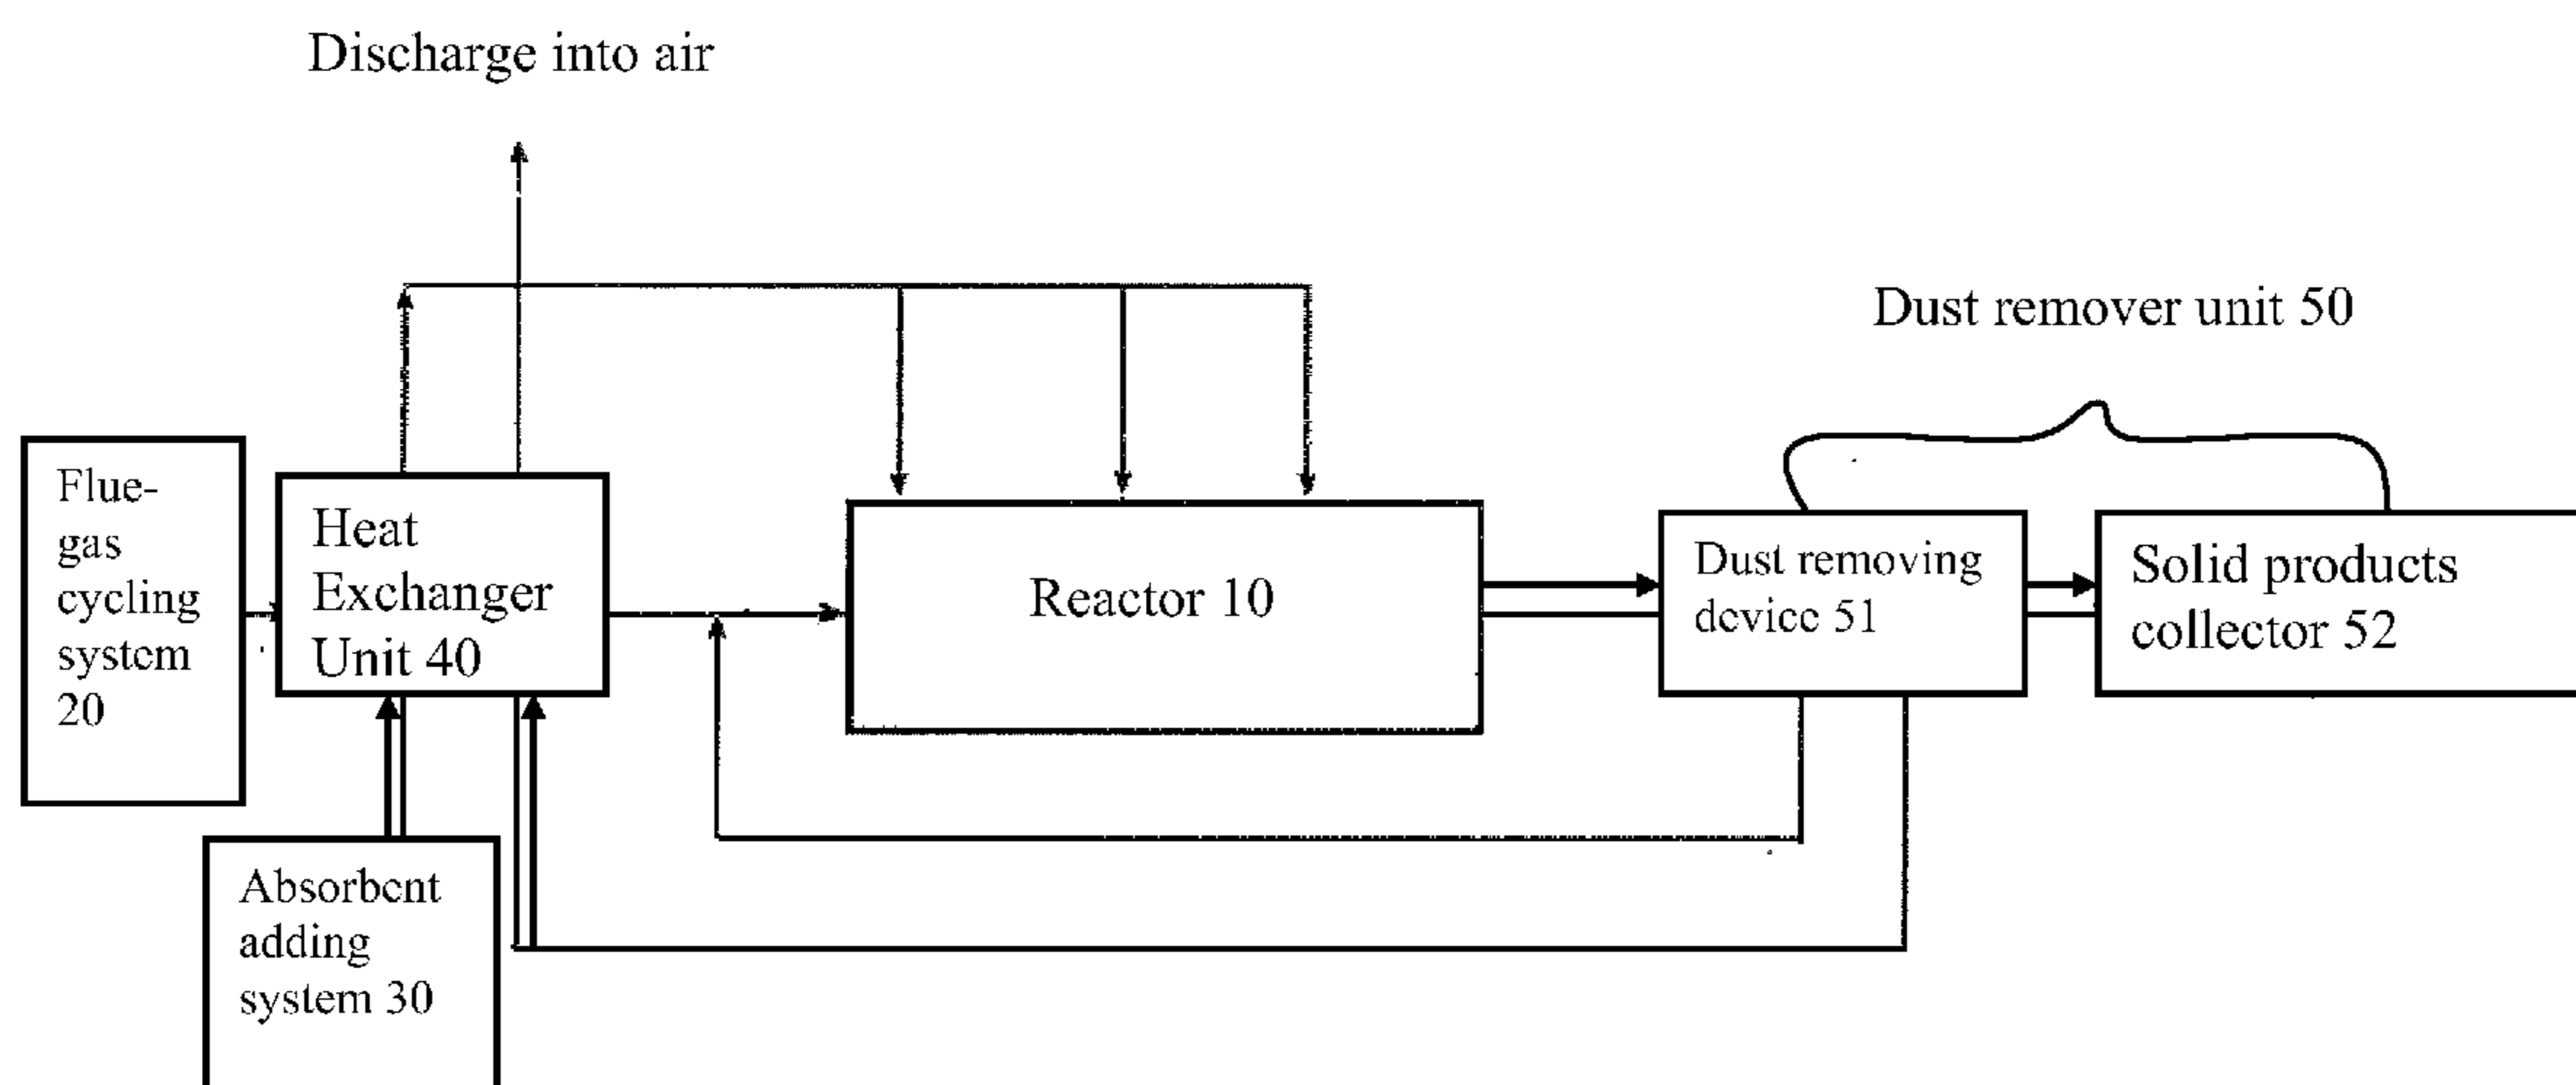 Discharge into air
Dust remover unit 50
Flue-
gas
cycling
system
20
Heat
Exchanger
Unit 40
Reactor 10
Dust removing
device 51
Solid products
collector 52
Absorbent
adding
system 30